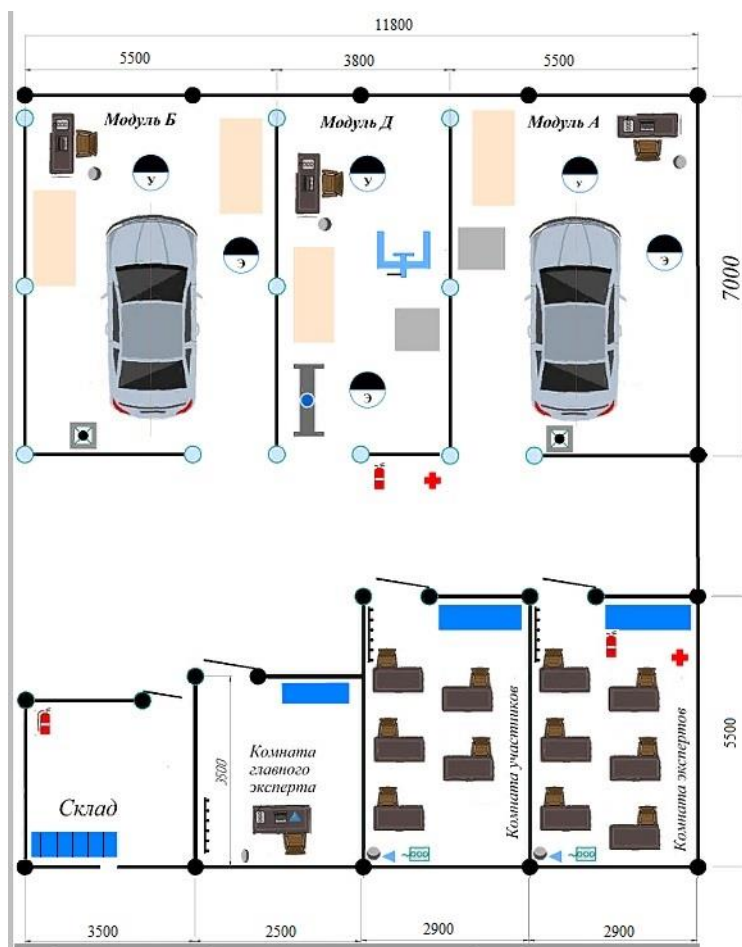 11800
5500
3800
5500
Модуль Б
Модуль Д
Модуль А
У
У
У
Э
Э
Э
7000
5500
3500
Комната
главного
эксперта
Комната участников
Комната экспертов
Склад
3500
2500
2900
2900